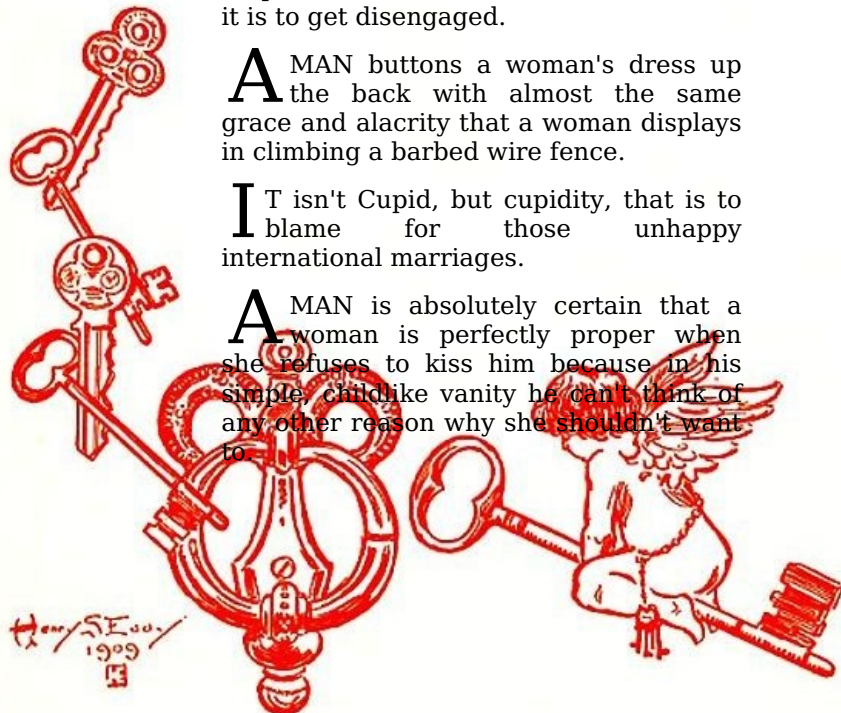 it is to get disengaged.
A MAN buttons a woman's dress up
the back with almost the same
grace and alacrity that a woman displays
in climbing a barbed wire fence.
IT isn't Cupid, but cupidity, that is to
blame for those unhappy
international marriages.
A MAN is absolutely certain that a
woman is perfectly proper when
she refuses to kiss him because in his
simple, childlike vanity he can't think of
any other reason why she shouldn't want
to.
1909